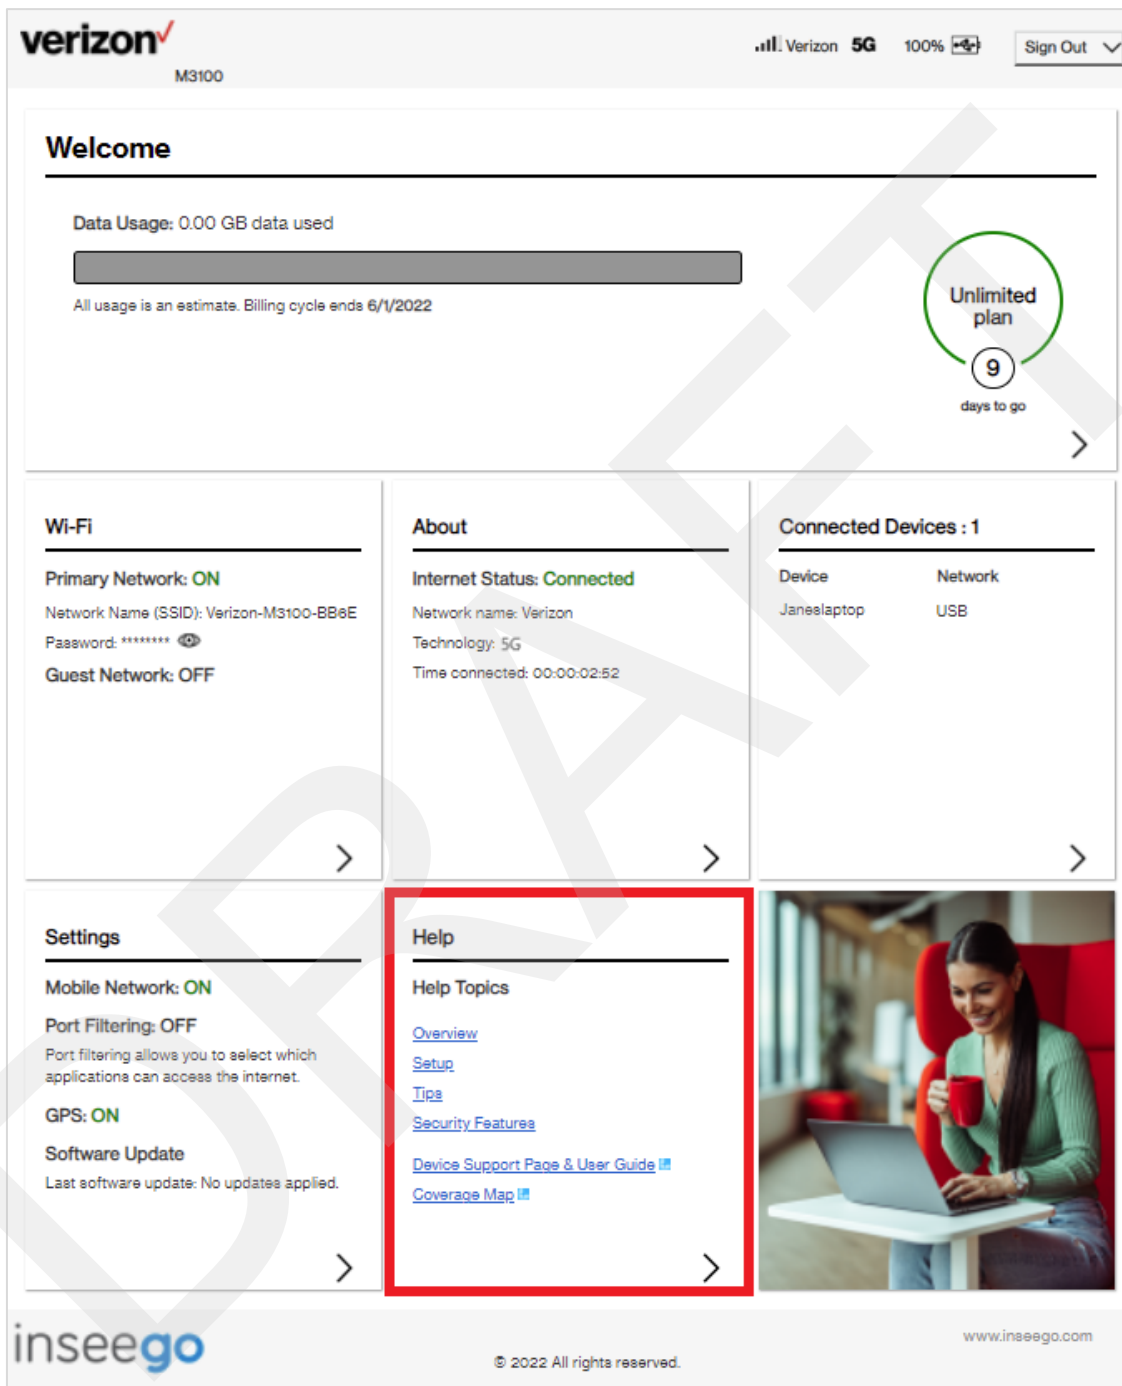 verizon
M3100
Verizon 5G 100%
Sign Out
Welcome
Data Usage: 0.00 GB data used
All usage is an estimate. Billing cycle ends 6/1/2022
Unlimited
plan
9
days to go
Wi-Fi
Primary Network: ON
Network Name (SSID): Verizon-M3100-BB6E
Password: ********
Guest Network: OFF
About
Internet Status: Connected
Network name: Verizon
Technology: 5G
Time connected: 00:00:02:52
Connected Devices : 1
Device Network
Janeslaptop USB
Settings
Mobile Network: ON
Port Filtering: OFF
Port filtering allows you to select which
applications can access the internet.
GPS: ON
Software Update
Last software update: No updates applied.
Help
Help Topics
Overview
Setup
Tips
Security Features
Device Support Page & User Guide
Coverage Map
inseego
© 2022 All rights reserved.
www.inseego.com
DRAFT